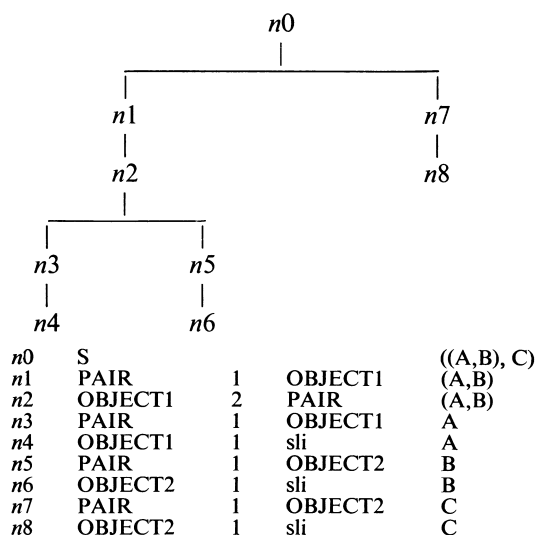 n0
n1 n7
n2 n8
n3 n5
n4 n6
n0 S ((A,B), C)
n1 PAIR 1 OBJECT1 (A,B)
n2 OBJECT1 2 PAIR (A,B)
n3 PAIR 1 OBJECT1 A
n4 OBJECT1 1 sli A
n5 PAIR 1 OBJECT2 B
n6 OBJECT2 1 sli B
n7 PAIR 1 OBJECT2 C
n8 OBJECT2 1 sli C